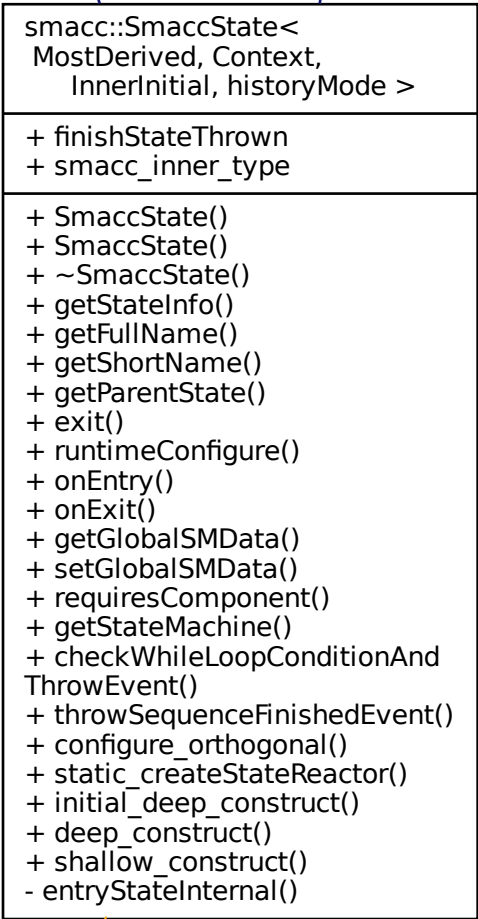 smacc::SmaccState<
MostDerived, Context,
InnerInitial, historyMode >
+ finishStateThrown
+ smacc_inner_type
+ SmaccState()
+ SmaccState()
+ ~SmaccState()
+ getStateInfo()
+ getFullName()
+ getShortName()
+ getParentState()
+ exit()
+ runtimeConfigure()
+ onEntry()
+ onExit()
+ getGlobalSMData()
+ setGlobalSMData()
+ requiresComponent()
+ getStateMachine()
+ checkWhileLoopConditionAnd
ThrowEvent()
+ throwSequenceFinishedEvent()
+ configure_orthogonal()
+ static_createStateReactor()
+ initial_deep_construct()
+ deep_construct()
+ shallow_construct()
- entryStateInternal()